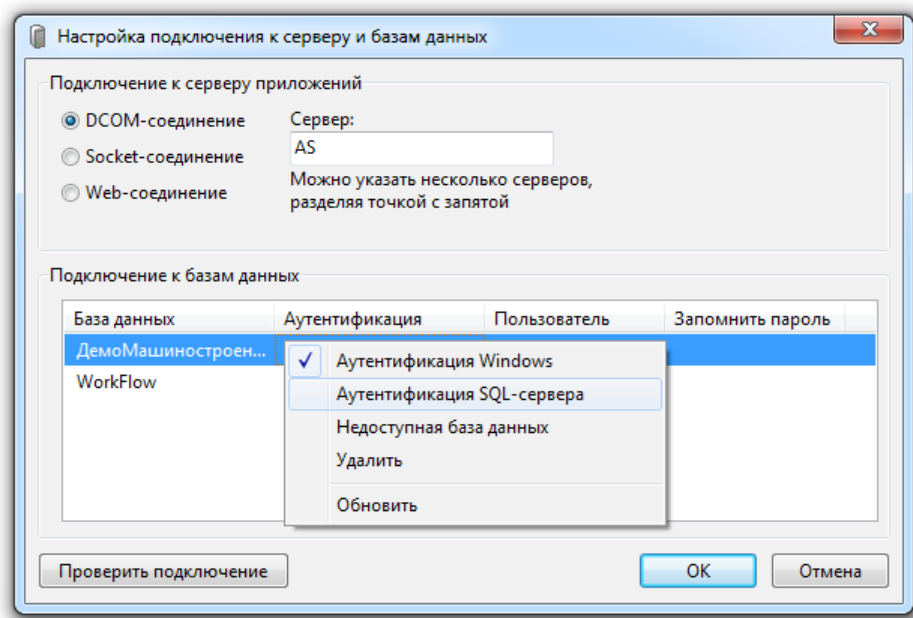 Настройка подключения к серверу и базам данных
Подключение к серверу приложений
DCOM-соединение
Сервер:
AS
Socket-соединение
Можно указать несколько серверов,
разделяя точкой с запятой
Web-соединение
Подключение к базам данных
База данных Аутентификация Пользователь Запомнить пароль
ДемоМашиностроен...
WorkFlow
Аутентификация Windows
Аутентификация SQL-сервера
Недоступная база данных
Удалить
Обновить
Проверить подключение
ОК
Отмена